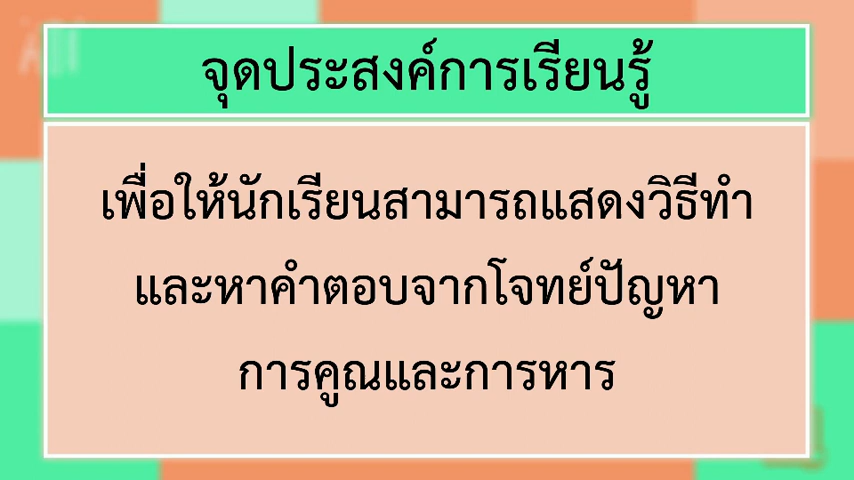 จุดประสงค์การเรียนรู้
เพื่อให้นักเรียนสามารถแสดงวิธีทำ
และหาคำตอบจากโจทย์ปัญหา
การคูณและการหาร